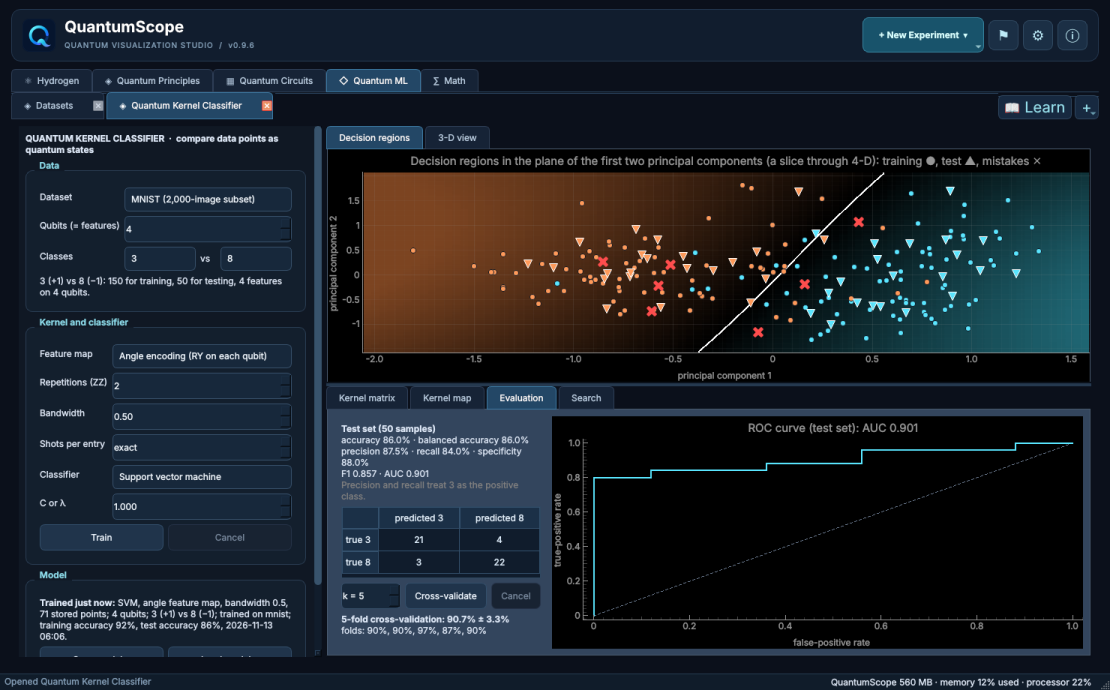 QuantumScope
QUANTUM VISUALIZATION STUDIO / v0.9.6
+ New Experiment ▾
Hydrogen
Quantum Principles
Quantum Circuits
Quantum ML
∑ Math
Datasets
Quantum Kernel Classifier
Learn
+
QUANTUM KERNEL CLASSIFIER · compare data points as
quantum states
Data
Dataset
MNIST (2,000-image subset)
Qubits (= features)
4
Classes
3
vs
8
3 (+1) vs 8 (−1): 150 for training, 50 for testing, 4 features
on 4 qubits.
Kernel and classifier
Feature map
Angle encoding (RY on each qubit)
Repetitions (ZZ)
2
Bandwidth
0.50
Shots per entry
exact
Classifier
Support vector machine
C or λ
1.000
Train
Cancel
Model
Trained just now: SVM, angle feature map, bandwidth 0.5,
71 stored points; 4 qubits; 3 (+1) vs 8 (−1); trained on mnist;
training accuracy 92%, test accuracy 86%, 2026-11-13
06:06.
Decision regions
3-D view
Decision regions in the plane of the first two principal components (a slice through 4-D): training ●, test ▲, mistakes ×
principal component 2
1.5
1
0.5
0
-0.5
-1
-2.0
-1.5
-1.0
-0.5
0
0.5
1.0
1.5
principal component 1
Kernel matrix
Kernel map
Evaluation
Search
Test set (50 samples)
accuracy 86.0% · balanced accuracy 86.0%
precision 87.5% · recall 84.0% · specificity
88.0%
F1 0.857 · AUC 0.901
Precision and recall treat 3 as the positive
class.
predicted 3
predicted 8
true 3
21
4
true 8
3
22
k = 5
Cross-validate
Cancel
5-fold cross-validation: 90.7% ± 3.3%
folds: 90%, 90%, 97%, 87%, 90%
ROC curve (test set): AUC 0.901
true-positive rate
1.0
0.8
0.6
0.4
0.2
0
0
0.2
0.4
0.6
0.8
1.0
false-positive rate
Opened Quantum Kernel Classifier
QuantumScope 560 MB · memory 12% used · processor 22%